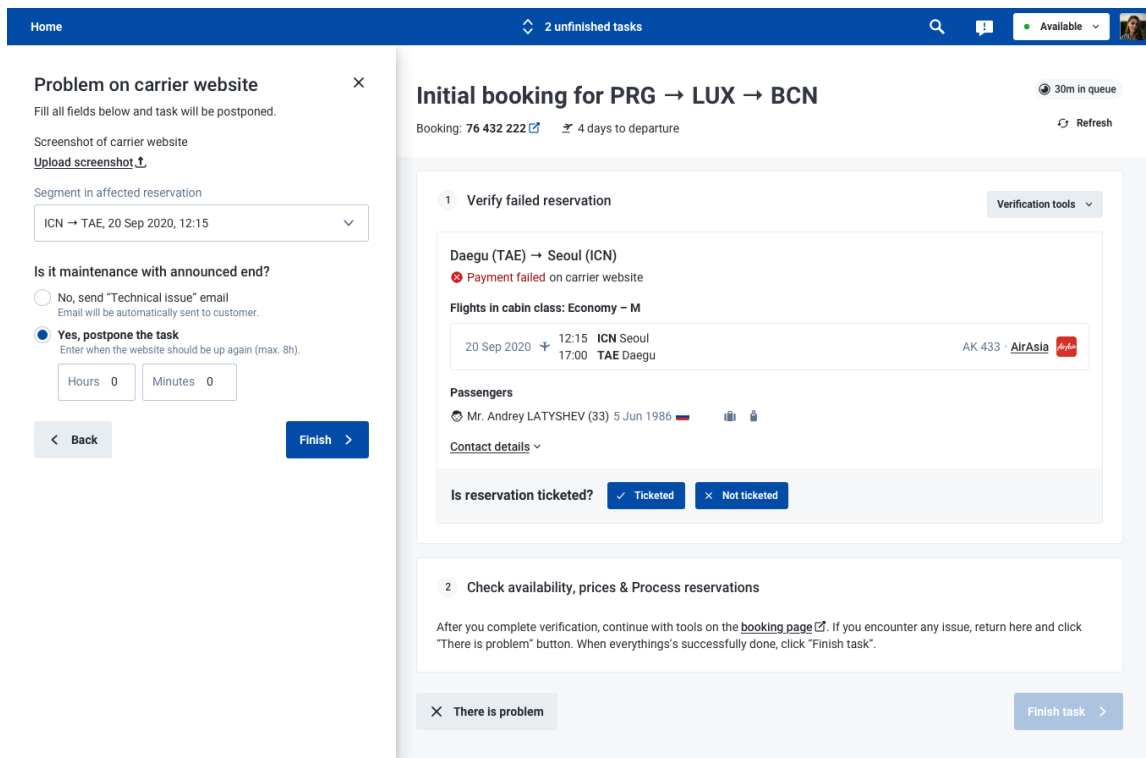 Home
2 unfinished tasks
Available
Problem on carrier website
Fill all fields below and task will be postponed.
Screenshot of carrier website
Upload screenshot
Segment in affected reservation
ICN → TAE, 20 Sep 2020, 12:15
Is it maintenance with announced end?
No, send “Technical issue” email
Email will be automatically sent to customer.
Yes, postpone the task
Enter when the website should be up again (max. 8h).
Hours 0 Minutes 0
Back
Finish
Initial booking for PRG → LUX → BCN
30m in queue
Booking: 76 432 222 4 days to departure
Refresh
1 Verify failed reservation
Verification tools
Daegu (TAE) → Seoul (ICN)
Payment failed on carrier website
Flights in cabin class: Economy – M
20 Sep 2020
12:15 ICN Seoul
17:00 TAE Daegu
AK 433 · AirAsia
AirAsia
Passengers
Mr. Andrey LATYSHEV (33) 5 Jun 1986
Contact details
Is reservation ticketed?
Ticketed
Not ticketed
2 Check availability, prices & Process reservations
After you complete verification, continue with tools on the booking page. If you encounter any issue, return here and click
“There is problem” button. When everythings’s successfully done, click “Finish task”.
There is problem
Finish task